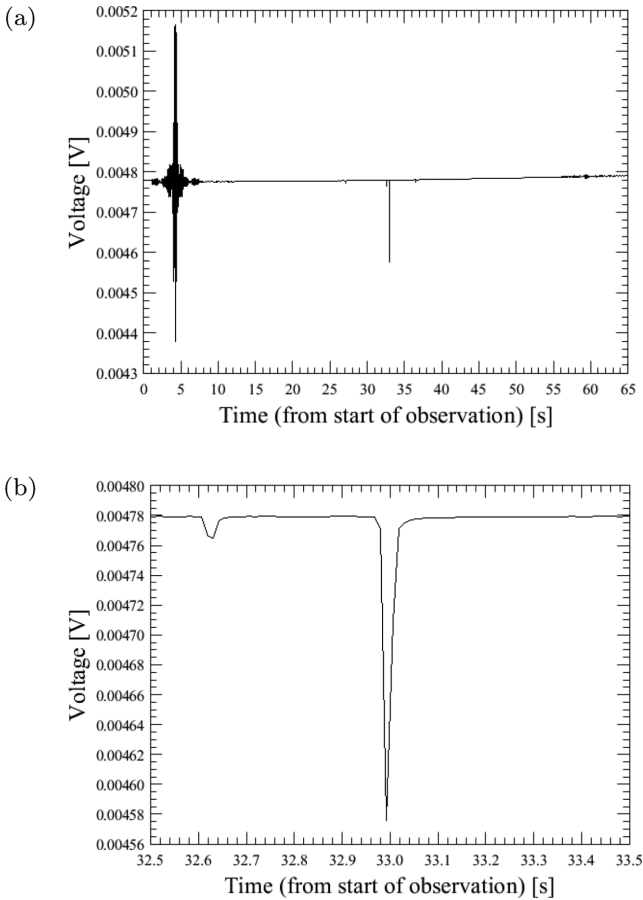 (a)
0.0052
0.0051
0.0050
0.0049
0.0048
0.0047
0.0046
0.0045
0.0044
0.0043
Voltage [V]
0 5 10 15 20 25 30 35 40 45 50 55 60 65
Time (from start of observation) [s]
(b)
0.00480
0.00478
0.00476
0.00474
0.00472
0.00470
0.00468
0.00466
0.00464
0.00462
0.00460
0.00458
0.00456
Voltage [V]
32.5 32.6 32.7 32.8 32.9 33.0 33.1 33.2 33.3 33.4 33.5
Time (from start of observation) [s]